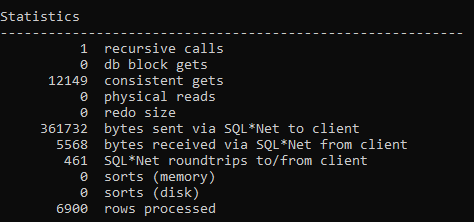 Statistics
----------------------------------------------------------
1 recursive calls
0 db block gets
12149 consistent gets
0 physical reads
0 redo size
361732 bytes sent via SQL*Net to client
5568 bytes received via SQL*Net from client
461 SQL*Net roundtrips to/from client
0 sorts (memory)
0 sorts (disk)
6900 rows processed